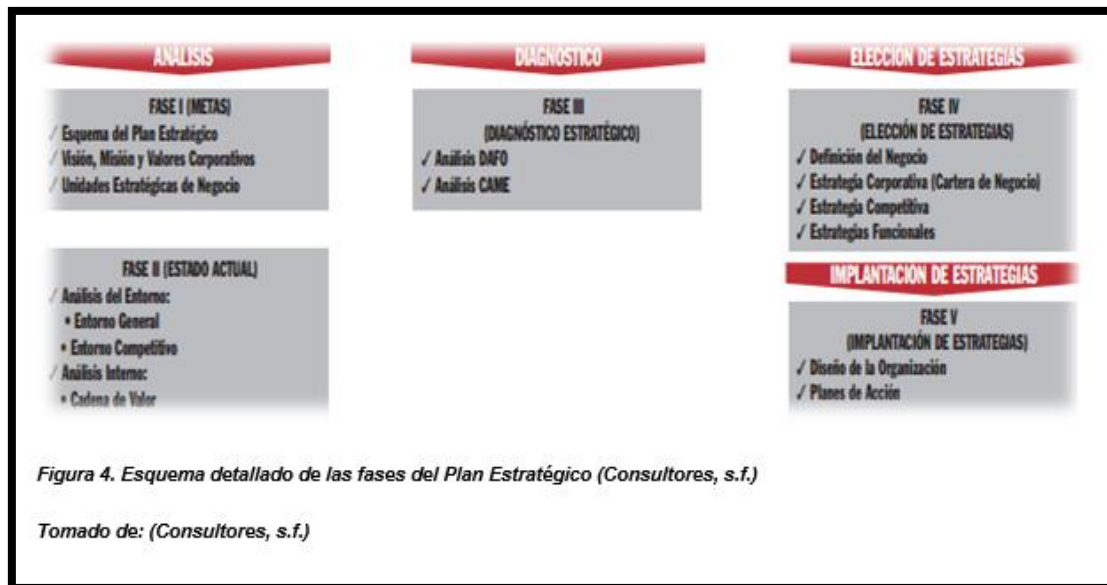 ANÁLISIS
FASE I (METAS)
✓ Esquema del Plan Estratégico
✓ Visión, Misión y Valores Corporativos
✓ Unidades Estratégicas de Negocio
FASE II (ESTADO ACTUAL)
✓ Análisis del Entorno:
• Entorno General
• Entorno Competitivo
✓ Análisis Interno:
• Cadena de Valor
DIAGNÓSTICO
FASE III
(DIAGNÓSTICO ESTRATÉGICO)
✓ Análisis DAFO
✓ Análisis CAME
ELECCIÓN DE ESTRATEGIAS
FASE IV
(ELECCIÓN DE ESTRATEGIAS)
✓ Definición del Negocio
✓ Estrategia Corporativa (Cartera de Negocio)
✓ Estrategia Competitiva
✓ Estrategias Funcionales
IMPLANTACIÓN DE ESTRATEGIAS
FASE V
(IMPLANTACIÓN DE ESTRATEGIAS)
✓ Diseño de la Organización
✓ Planes de Acción
Figura 4. Esquema detallado de las fases del Plan Estratégico (Consultores, s.f.)
Tomado de: (Consultores, s.f.)